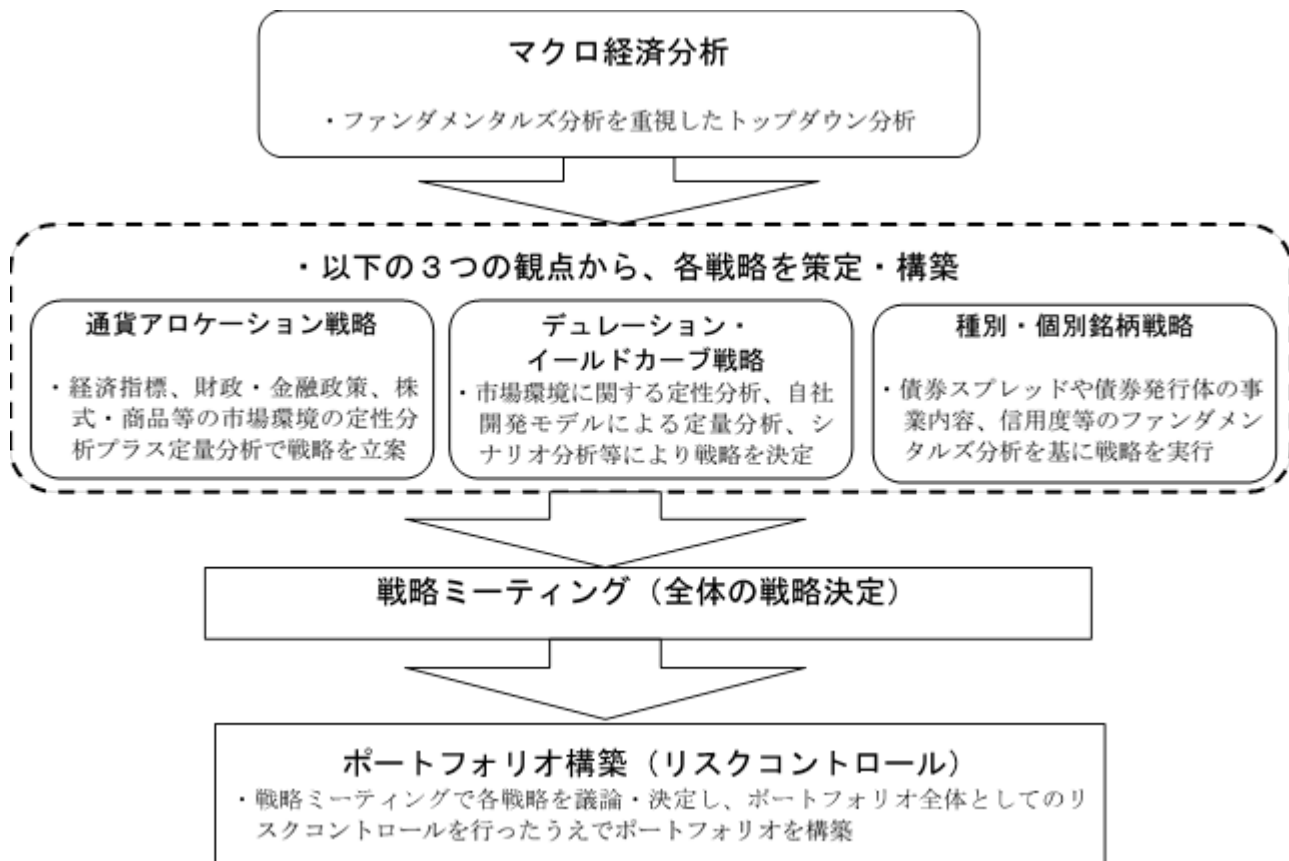 マクロ経済分析
・ファンダメンタルズ分析を重視したトップダウン分析
・以下の３つの観点から、各戦略を策定・構築
通貨アロケーション戦略
・経済指標、財政・金融政策、株
式・商品等の市場環境の定性分
析プラス定量分析で戦略を立案
デュレーション・
イールドカーブ戦略
・市場環境に関する定性分析、自社
開発モデルによる定量分析、シ
ナリオ分析等により戦略を決定
種別・個別銘柄戦略
・債券スプレッドや債券発行体の事
業内容、信用度等のファンダメン
タルズ分析を基に戦略を実行
戦略ミーティング（全体の戦略決定）
ポートフォリオ構築（リスクコントロール）
・戦略ミーティングで各戦略を議論・決定し、ポートフォリオ全体としてのリ
スクコントロールを行ったうえでポートフォリオを構築